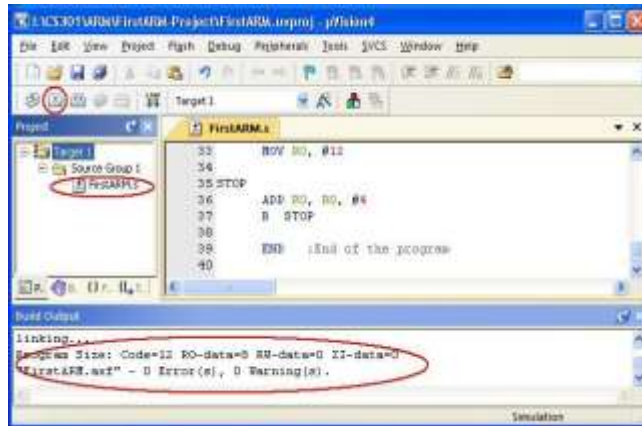 E:\CS301\ARM\FirstARM-Project\FirstARM.uvproj - µVision4
File Edit View Project Flash Debug Peripherals Tools SVCS Window Help
Target 1
Project
FirstARM.s
Target 1
Source Group 1
FirstARM.s
33 MOV R0, #12
34
35 STOP
36 ADD R0, R0, #4
37 B STOP
38
39 END ;End of the program
40
Build Output
linking...
Program Size: Code=12 RO-data=8 RW-data=0 ZI-data=0
"FirstARM.axf" - 0 Error(s), 0 Warning(s).
Simulation